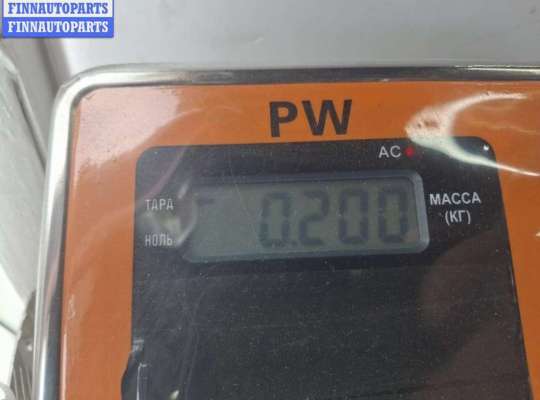 FINNAUTOPARTS
FINNAUTOPARTS
PW
AC
ТАРА
0.200
МАССА
(КГ)
НОЛЬ